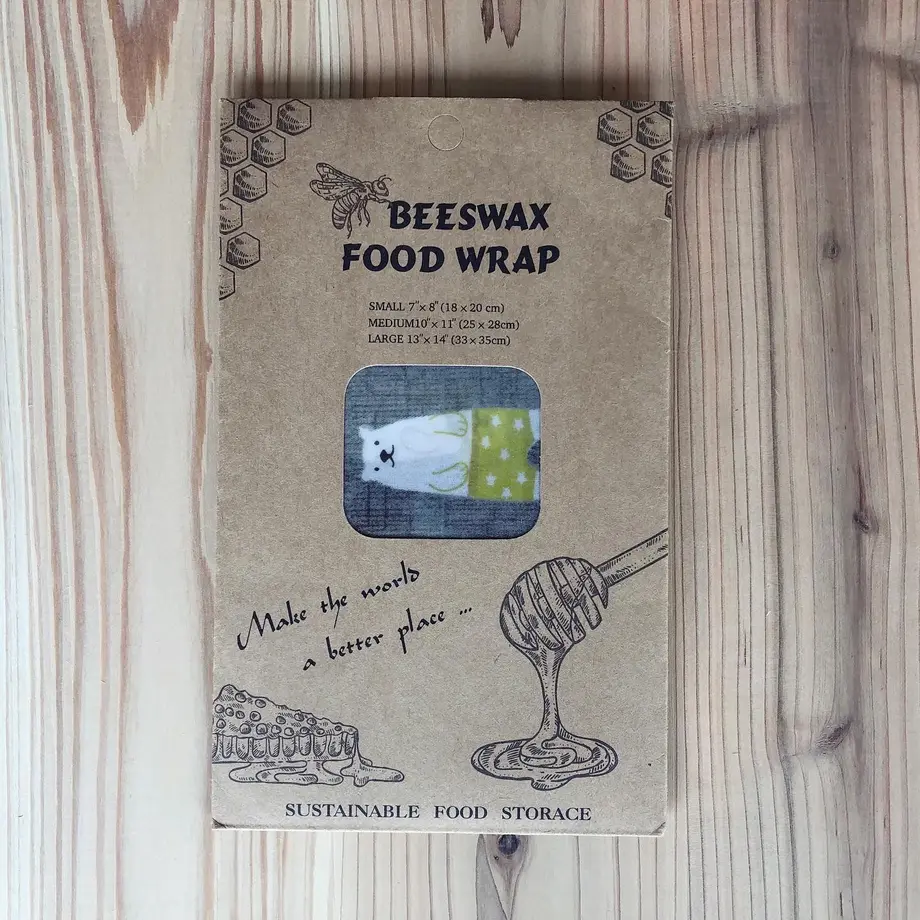 BEESWAX
FOOD WRAP
SMALL 7"× 8" (18 × 20 cm)
MEDIUM10"× 11" (25 × 28cm)
LARGE 13"× 14" (33 × 35cm)
Make the world
a better place ...
SUSTAINABLE FOOD STORACE